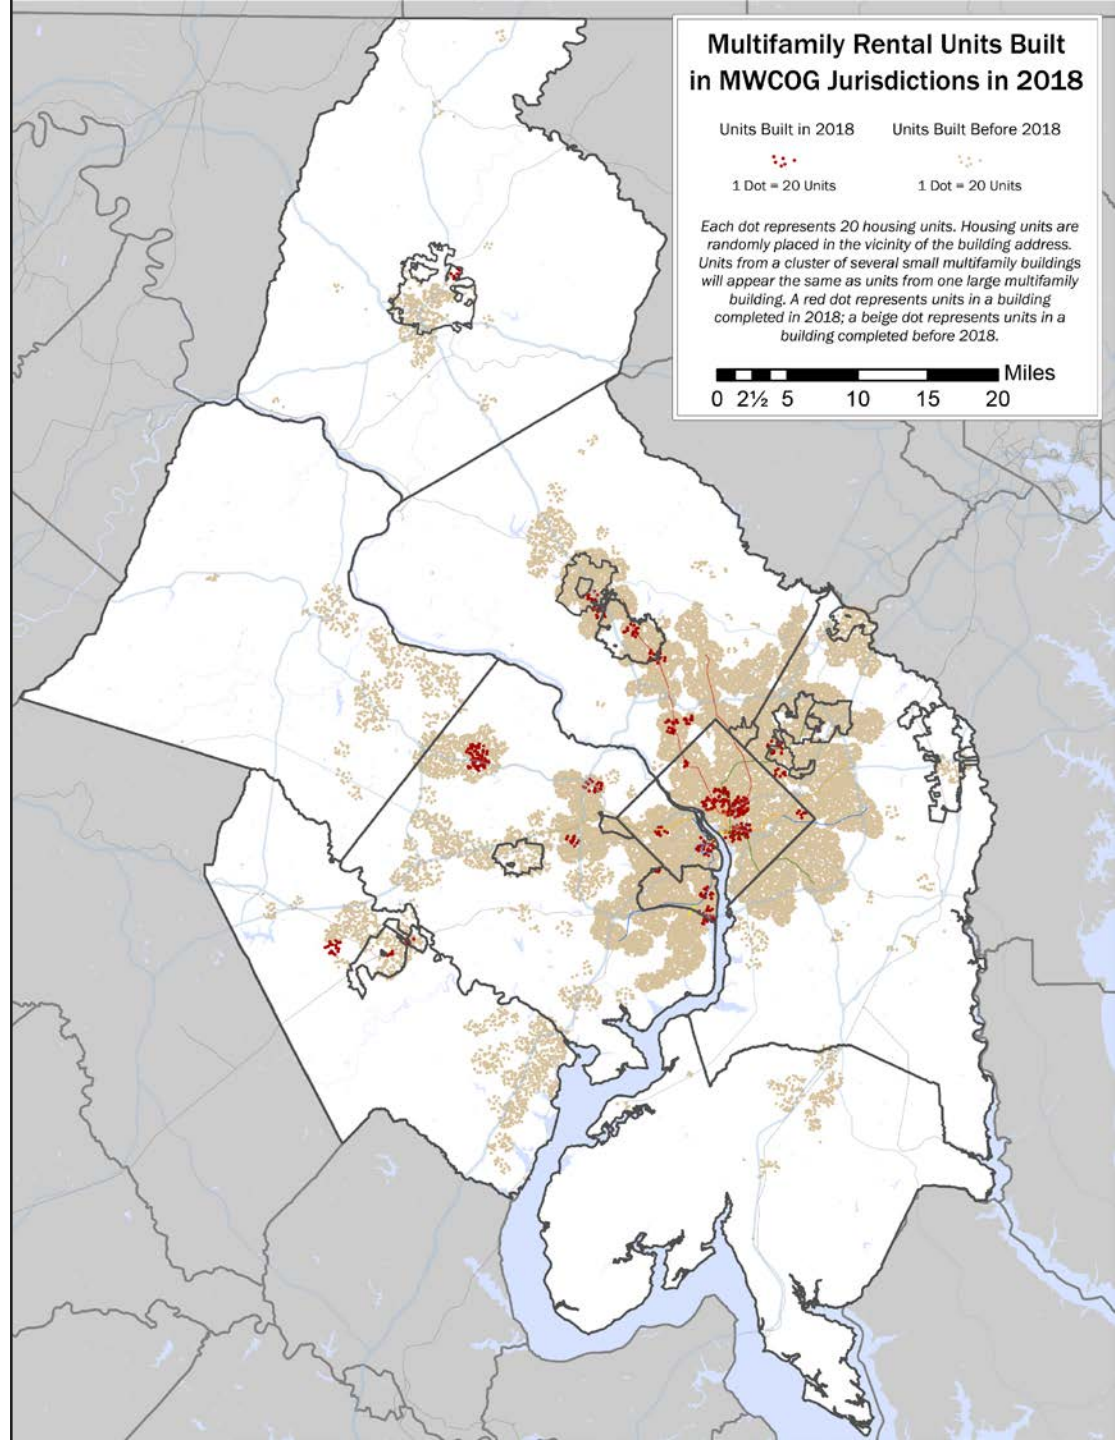 Multifamily Rental Units Built
in MWCOG Jurisdictions in 2018
Units Built in 2018 Units Built Before 2018
1 Dot = 20 Units 1 Dot = 20 Units
Each dot represents 20 housing units. Housing units are
randomly placed in the vicinity of the building address.
Units from a cluster of several small multifamily buildings
will appear the same as units from one large multifamily
building. A red dot represents units in a building
completed in 2018; a beige dot represents units in a
building completed before 2018.
Miles
0 2½ 5 10 15 20